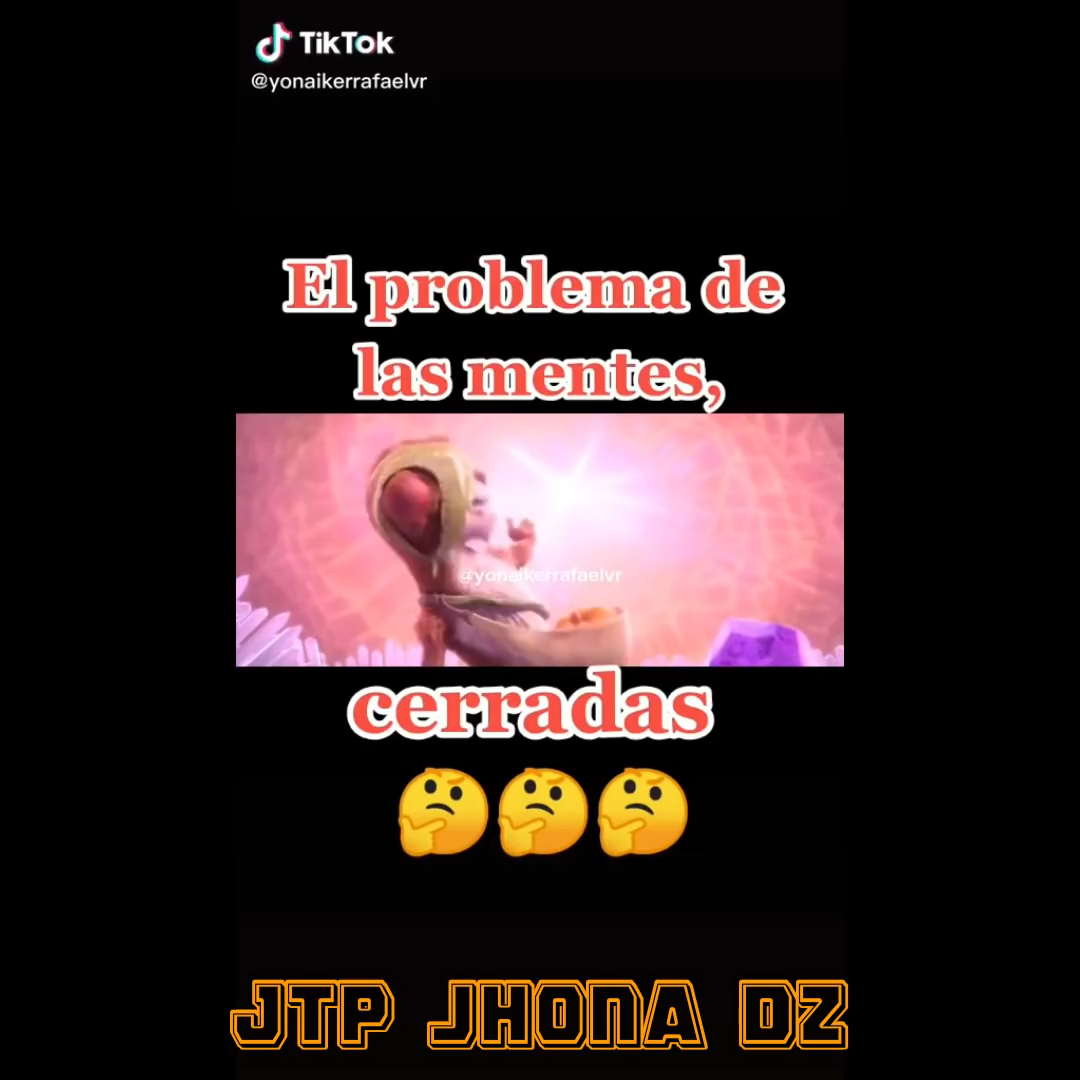 TikTok
@yonaikerrafaelvr
El problema de
las mentes,
@yonaikerrafaelvr
cerradas
JTP JHONA DZ